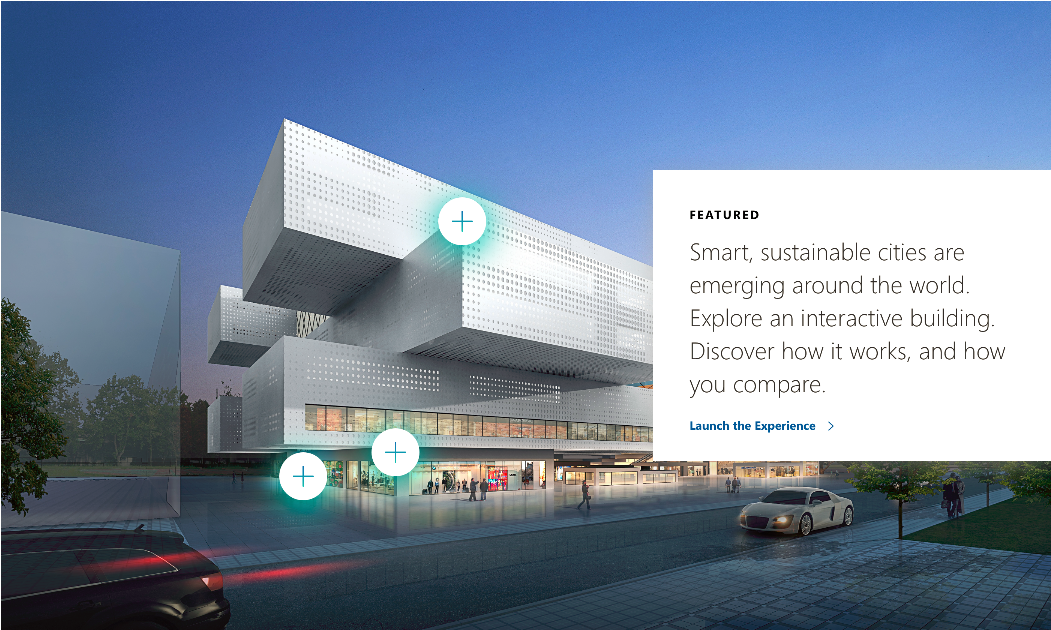 FEATURED
Smart, sustainable cities are
emerging around the world.
Explore an interactive building.
Discover how it works, and how
you compare.
Launch the Experience